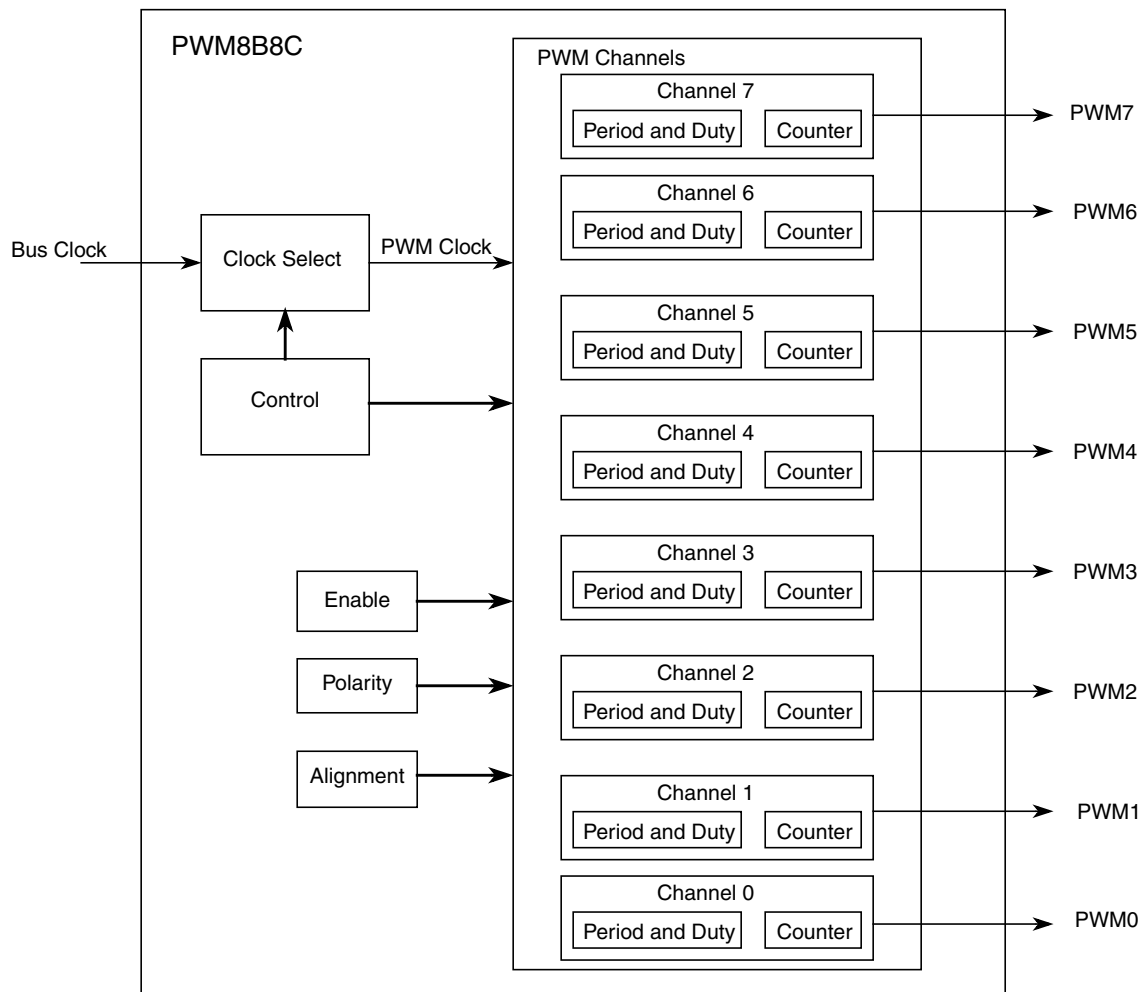 PWM8B8C
PWM Channels
Channel 7
Period and Duty
Counter
PWM7
Channel 6
Period and Duty
Counter
PWM6
Bus Clock
Clock Select
PWM Clock
Channel 5
Period and Duty
Counter
PWM5
Control
Channel 4
Period and Duty
Counter
PWM4
Channel 3
Period and Duty
Counter
PWM3
Enable
Polarity
Channel 2
Period and Duty
Counter
PWM2
Alignment
Channel 1
Period and Duty
Counter
PWM1
Channel 0
Period and Duty
Counter
PWM0